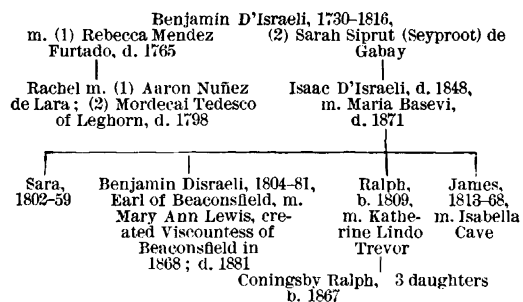 Benjamin D'Israeli, 1730-1816,
m. (1) Rebecca Mendez Furtado, d. 1765
(2) Sarah Siprut (Seyproot) de Gabay
Rachel m. (1) Aaron Nuñez
de Lara; (2) Mordecai Tedesco
of Leghorn, d. 1798
Isaac D'Israeli, d. 1848,
m. Maria Basevi,
d. 1871
Sara,
1802-59
Benjamin Disraeli, 1804-81,
Earl of Beaconsfield, m.
Mary Ann Lewis, cre-
ated Viscountess of
Beaconsfield in
1868; d. 1881
Ralph,
b. 1809,
m. Kathe-
rine Lindo
Trevor
James,
1813-68,
m. Isabella
Cave
Coningsby Ralph, 3 daughters
b. 1867